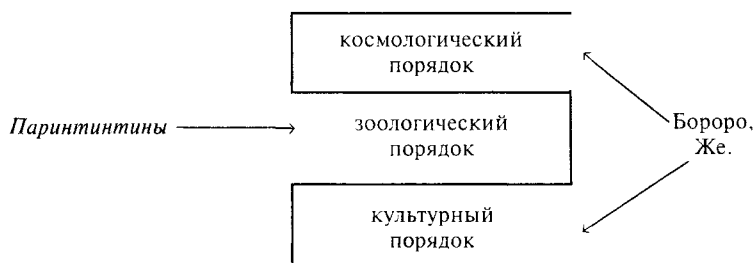 космологический
порядок
Паринтинтины
зоологический
порядок
Бороро,
Же.
культурный
порядок